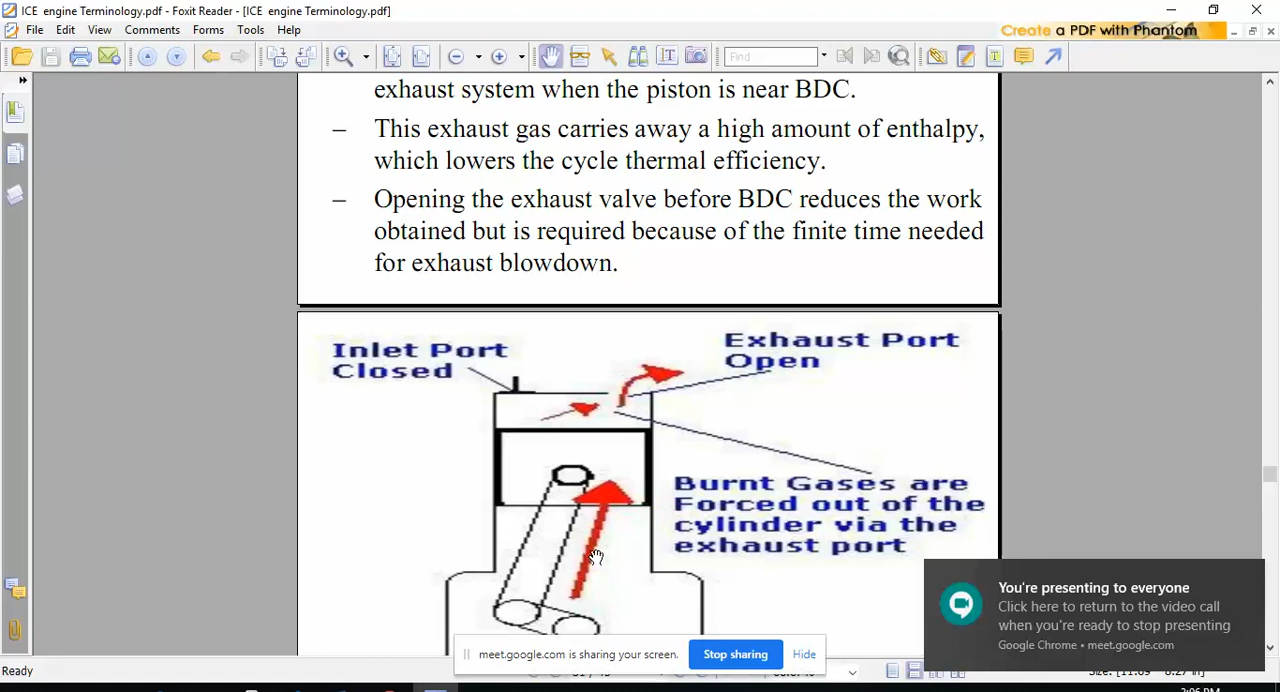 ICE engine Terminology.pdf - Foxit Reader - [ICE engine Terminology.pdf]
File Edit View Comments Forms Tools Help
Create a PDF with Phantom
Find
exhaust system when the piston is near BDC.
– This exhaust gas carries away a high amount of enthalpy,
which lowers the cycle thermal efficiency.
– Opening the exhaust valve before BDC reduces the work
obtained but is required because of the finite time needed
for exhaust blowdown.
Inlet Port
Closed
Exhaust Port
Open
Burnt Gases are
Forced out of the
cylinder via the
exhaust port
You're presenting to everyone
Click here to return to the video call
when you're ready to stop presenting
Google Chrome • meet.google.com
meet.google.com is sharing your screen.
Stop sharing
Hide
Ready